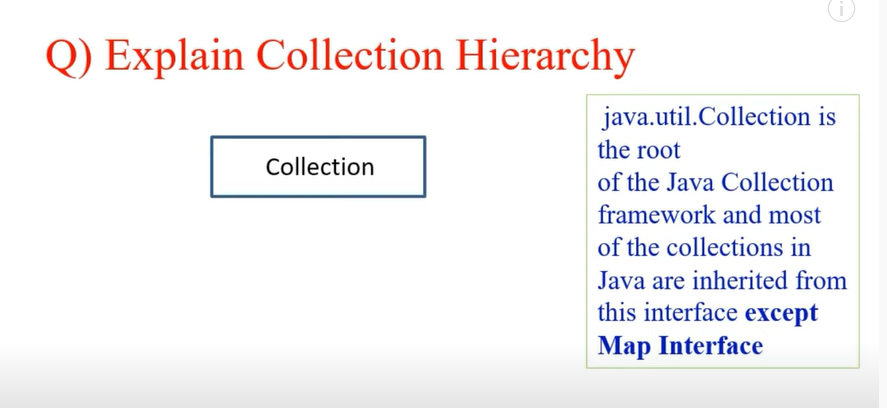 Q) Explain Collection Hierarchy
Collection
java.util.Collection is
the root
of the Java Collection
framework and most
of the collections in
Java are inherited from
this interface except
Map Interface